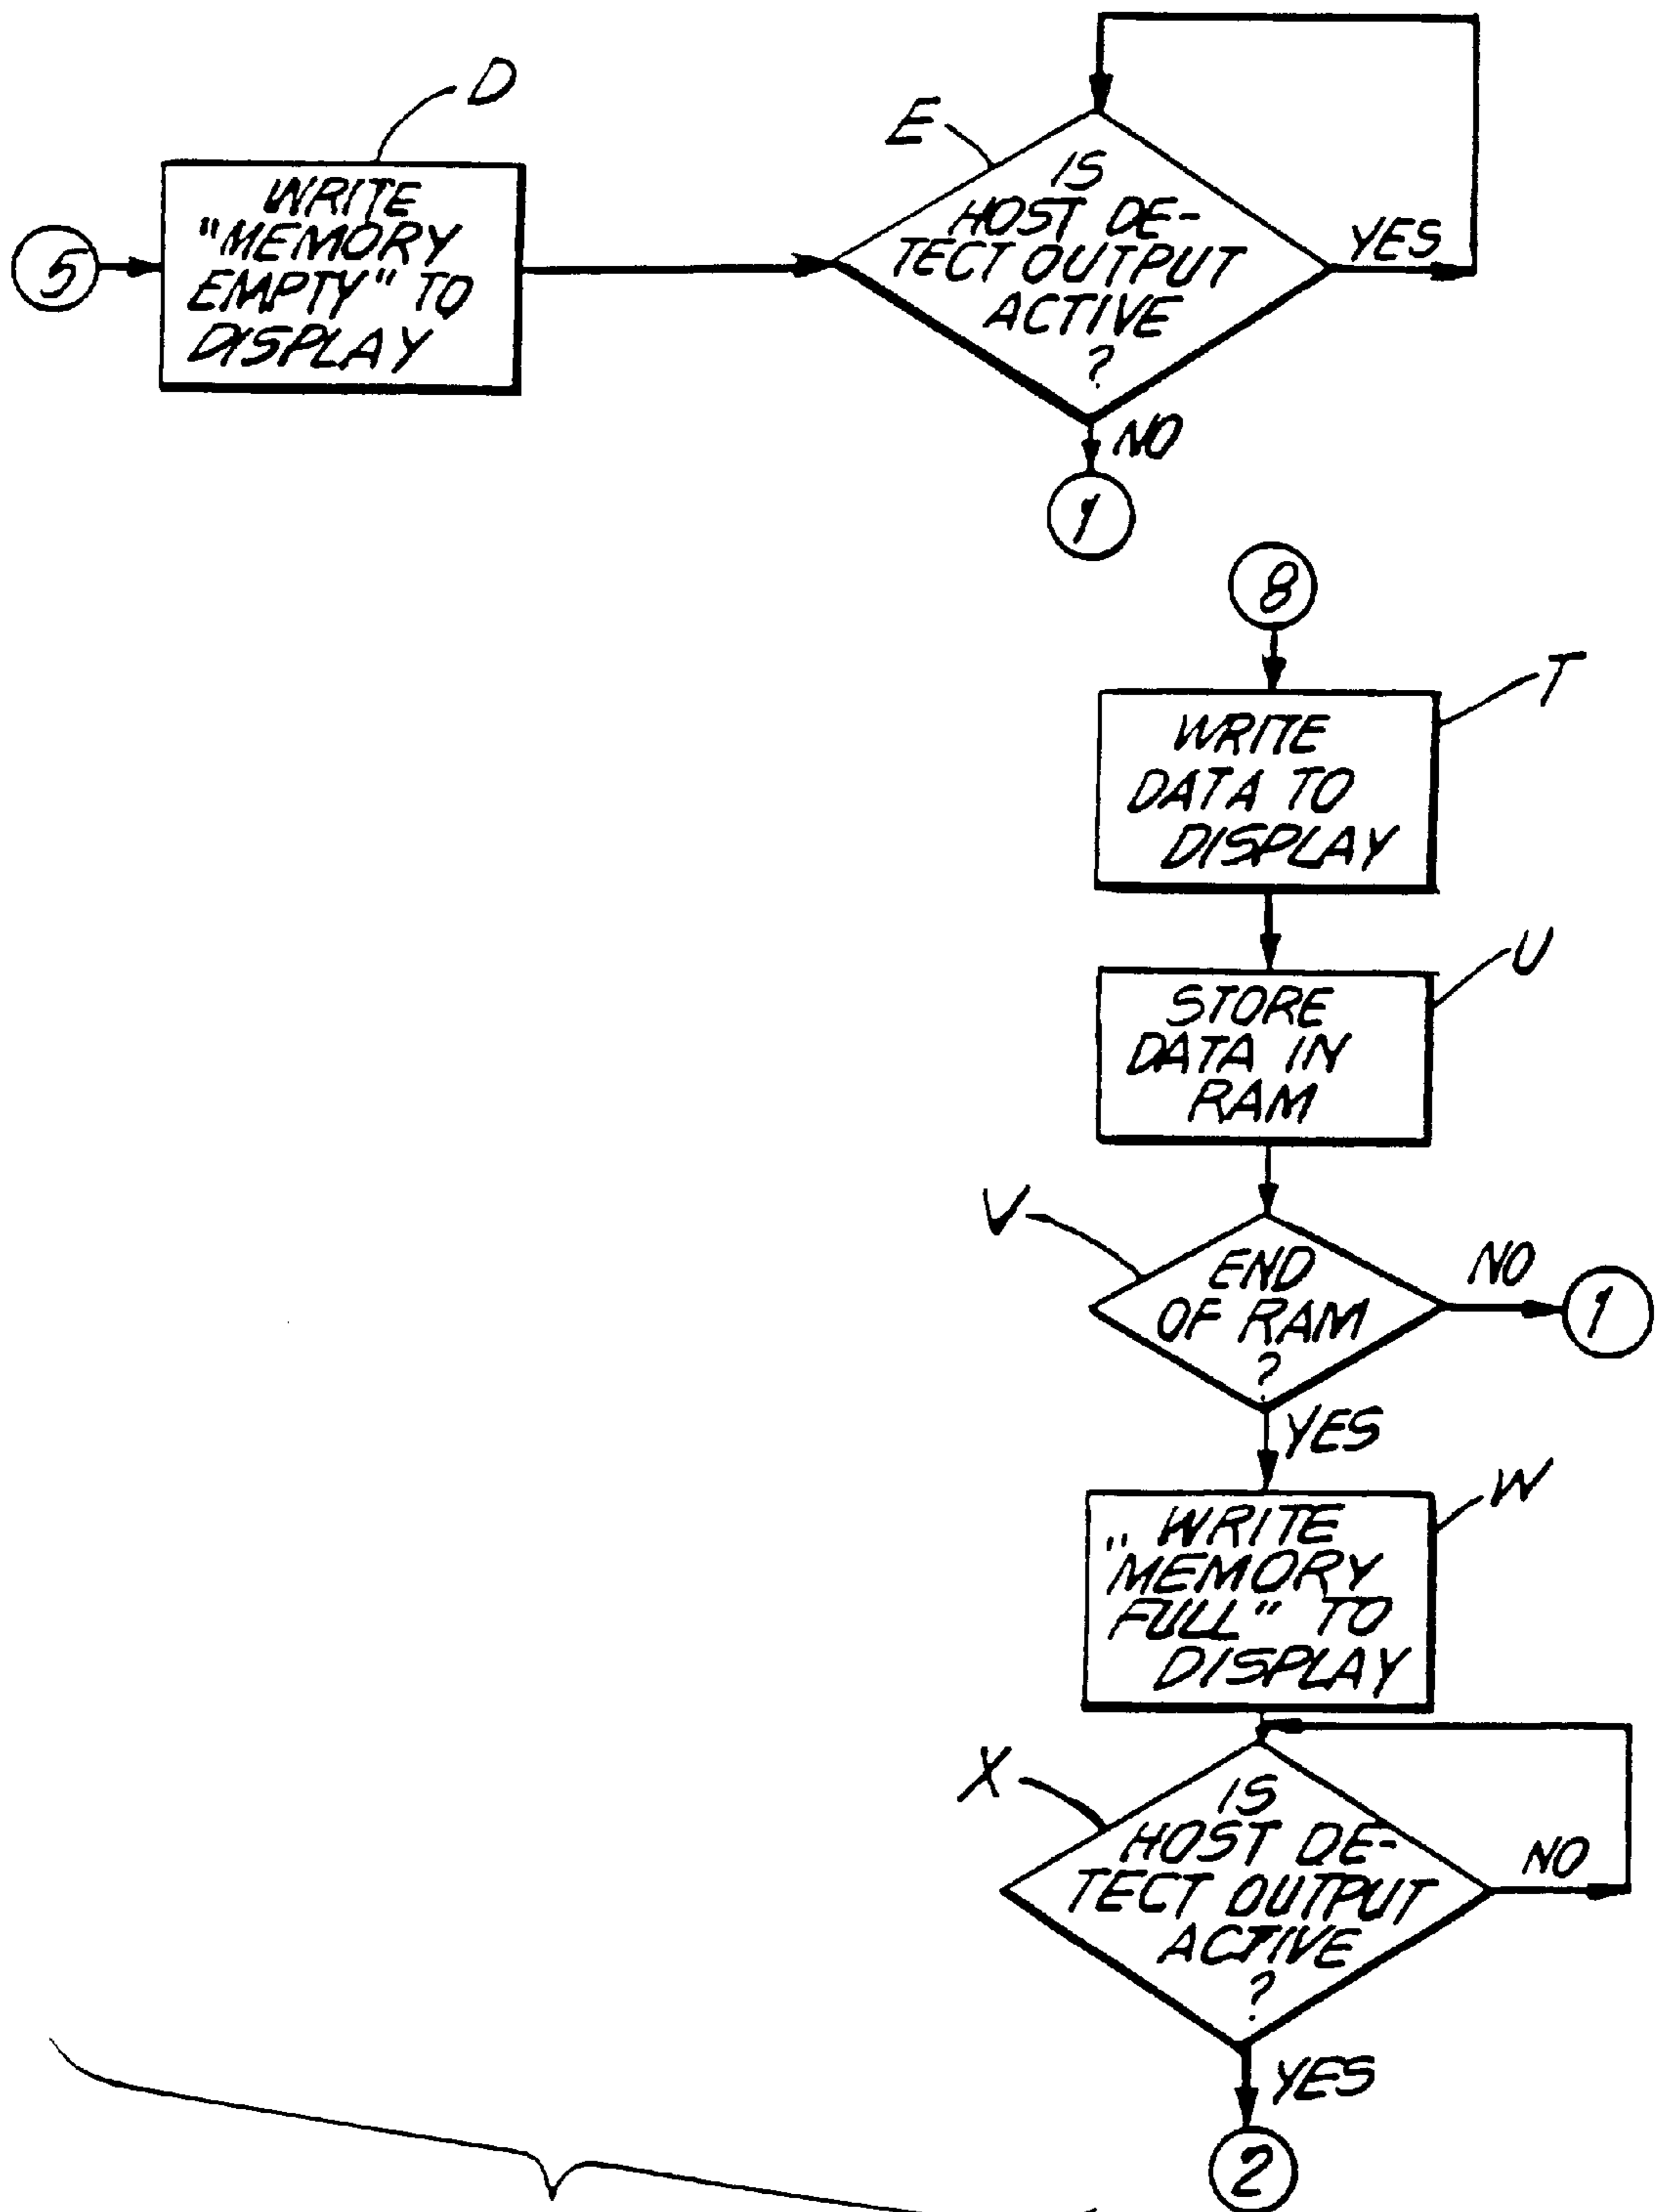 D
5
WRITE
"MEMORY
EMPTY" TO
DISPLAY
E
IS
HOST DE-
TECT OUTPUT
ACTIVE
?
YES
NO
1
8
T
WRITE
DATA TO
DISPLAY
U
STORE
DATA IN
RAM
V
END
OF RAM
?
NO
1
YES
W
WRITE
"MEMORY
FULL" TO
DISPLAY
X
IS
HOST DE-
TECT OUTPUT
ACTIVE
?
NO
YES
2